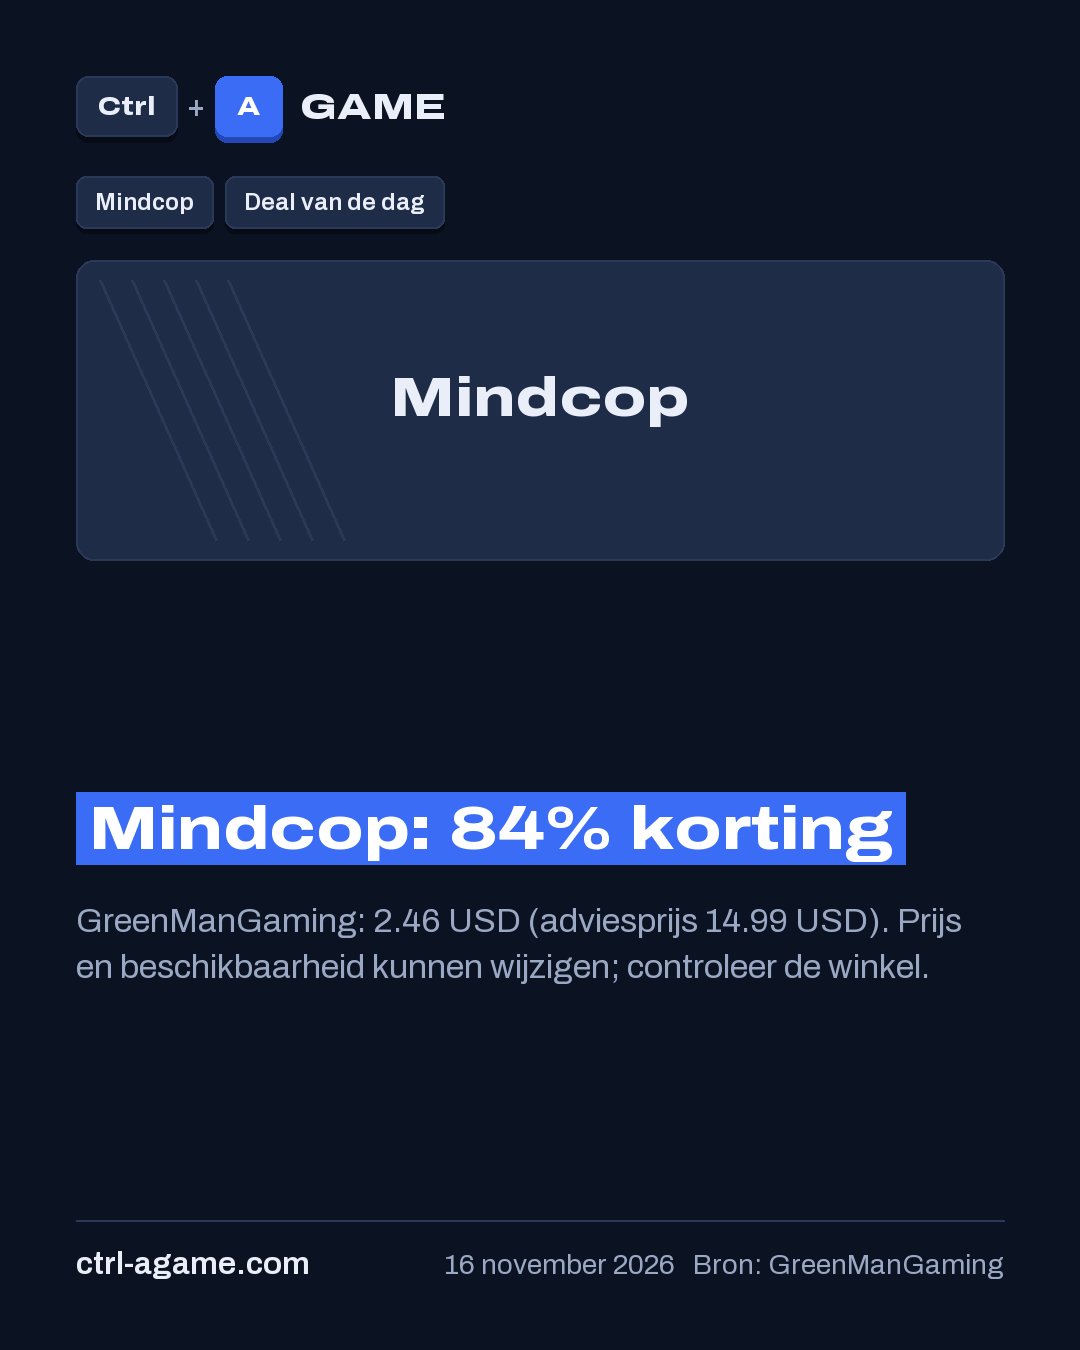 Ctrl + A GAME
Mindcop Deal van de dag
Mindcop
Mindcop: 84% korting
GreenManGaming: 2.46 USD (adviesprijs 14.99 USD). Prijs
en beschikbaarheid kunnen wijzigen; controleer de winkel.
ctrl-agame.com 16 november 2026 Bron: GreenManGaming